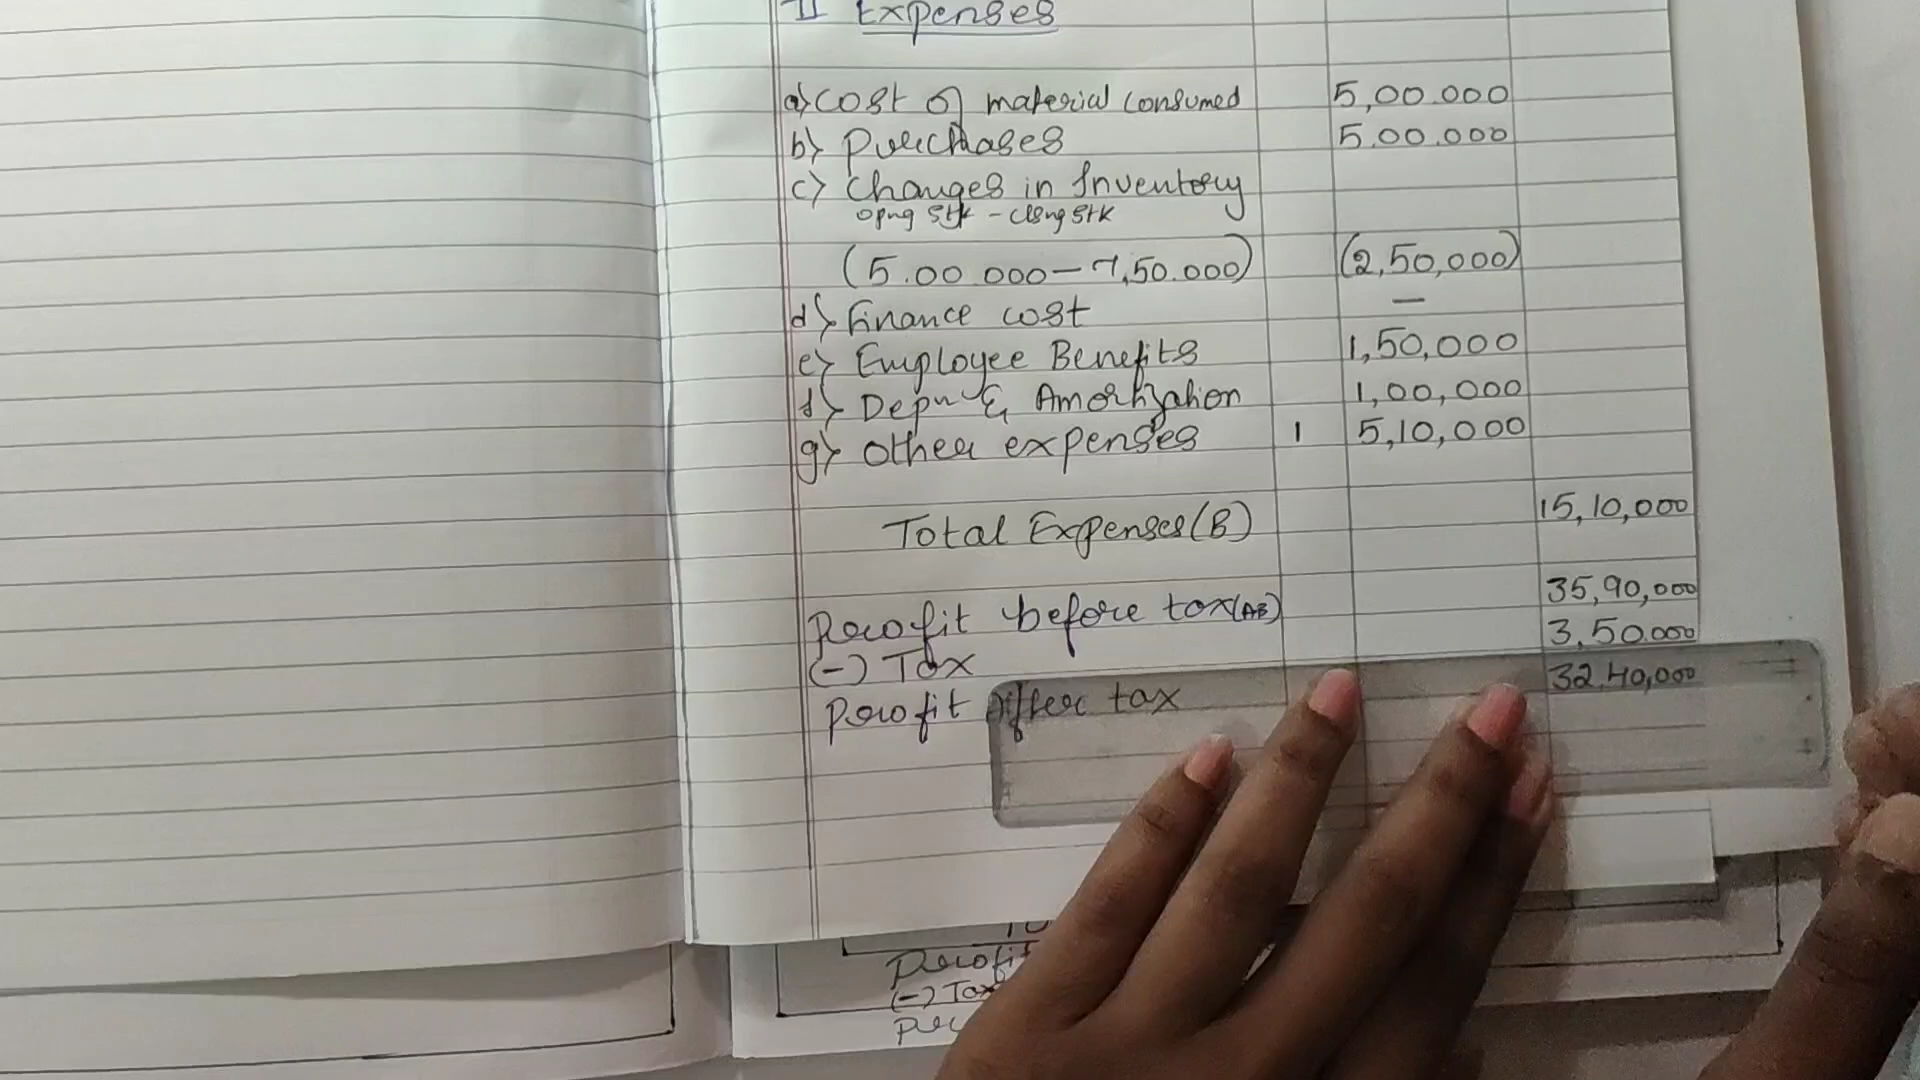 II Expenses
a) Cost of material consumed 5,00.000
b) Purchases 5.00.000
c) Changes in Inventory
opng stk - clsng stk
(5.00 000 - 7,50.000) (2,50,000)
d) Finance cost —
e) Employee Benefits 1,50,000
f) Depn & Amortization 1,00,000
g) Other expenses 1 5,10,000
Total Expenses (B) 15,10,000
Profit before tax (AB) 35,90,000
(-) Tax 3,50.000
Profit After tax 32.40,000
Profit
(-) Tax